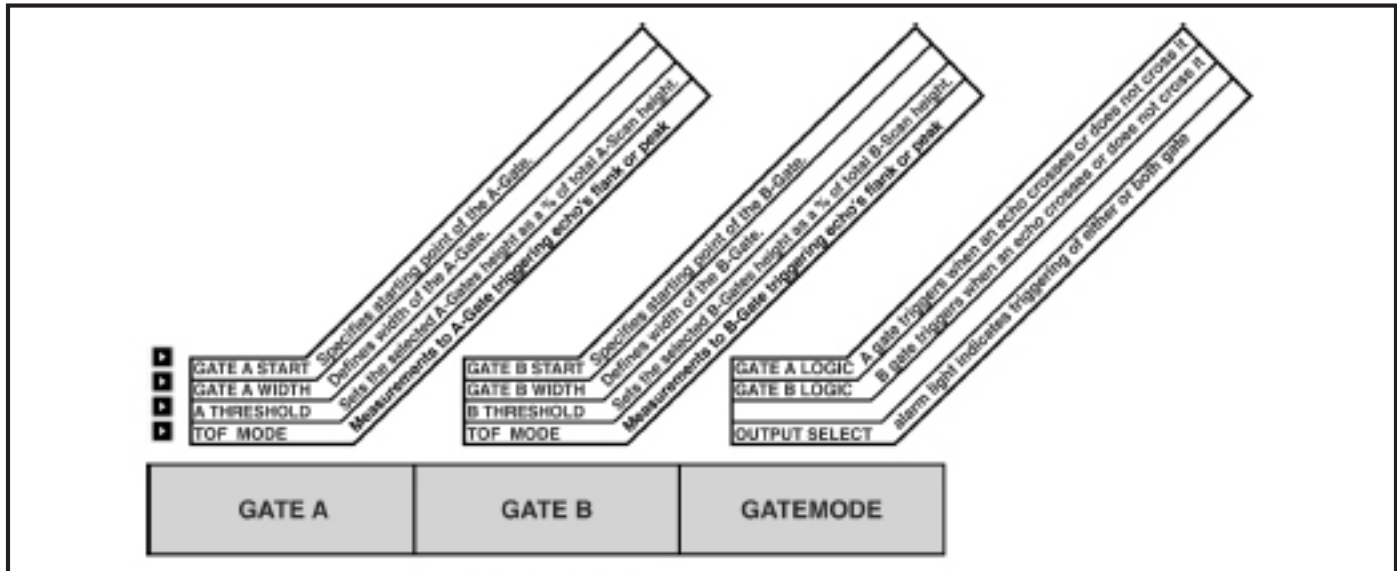 GATE A START Specifies starting point of the A-Gate.
GATE A WIDTH Defines width of the A-Gate.
A THRESHOLD Sets the selected A-Gates height as a % of total A-Scan height.
TOF MODE Measurements to A-Gate triggering echo's flank or peak
GATE B START Specifies starting point of the B-Gate.
GATE B WIDTH Defines width of the B-Gate.
B THRESHOLD Sets the selected B-Gates height as a % of total B-Scan height.
TOF MODE Measurements to B-Gate triggering echo's flank or peak
GATE A LOGIC A gate triggers when an echo crosses or does not cross it
GATE B LOGIC B gate triggers when an echo crosses or does not cross it
OUTPUT SELECT alarm light indicates triggering of either or both gate
GATE A
GATE B
GATEMODE